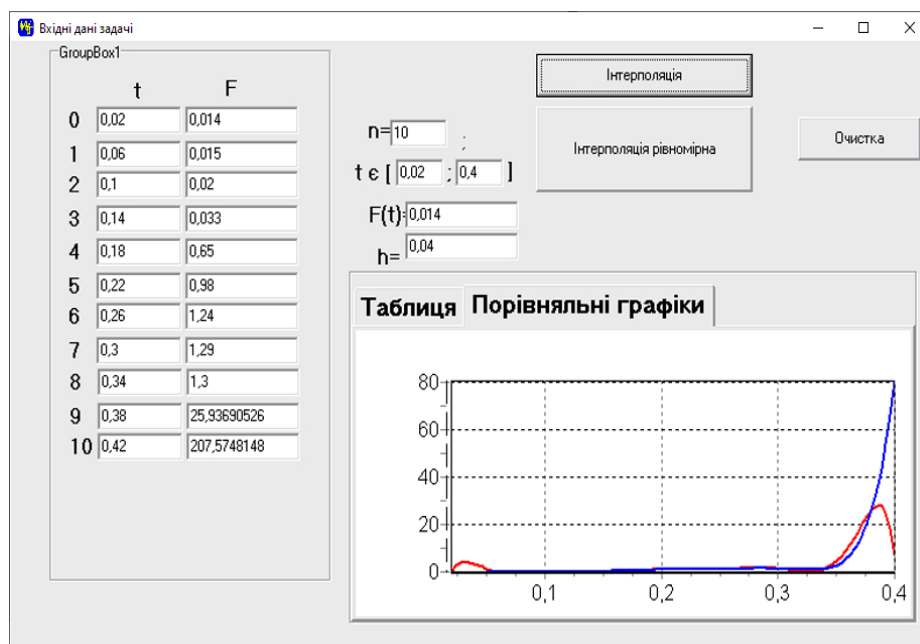 Вхідні дані задачі
GroupBox1
t F
0 0,02 0,014
1 0,06 0,015
2 0,1 0,02
3 0,14 0,033
4 0,18 0,65
5 0,22 0,98
6 0,26 1,24
7 0,3 1,29
8 0,34 1,3
9 0,38 25,93690526
10 0,42 207,5748148
n= 10 ;
t є [ 0,02 ; 0,4 ]
F(t): 0,014
h= 0,04
Інтерполяція
Інтерполяція рівномірна
Очистка
Таблиця Порівняльні графіки
80
60
40
20
0
0,1 0,2 0,3 0,4